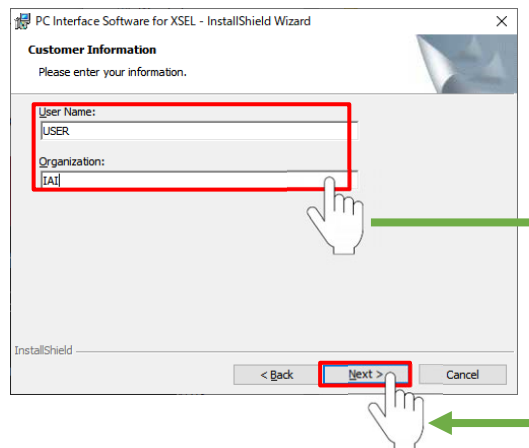 PC Interface Software for XSEL - InstallShield Wizard
Customer Information
Please enter your information.
User Name:
USER
Organization:
IAI
InstallShield
< Back
Next >
Cancel